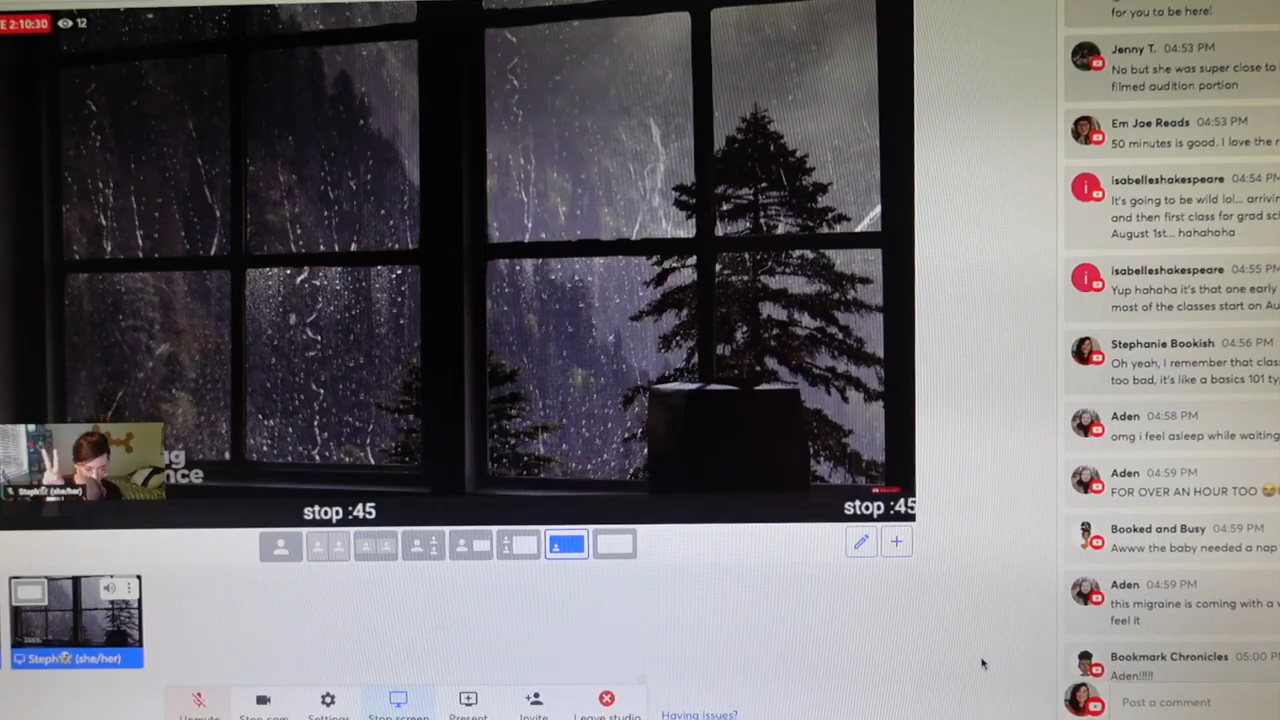 E 2:10:30 12
for you to be here!
Jenny T. 04:53 PM
No but she was super close to
filmed audition portion
Em Jae Reads 04:53 PM
50 minutes is good. I love the
isabelleshakespeare 04:54 PM
It's going to be wild lol... arrivin
and then first class for grad sc
August 1st... hahahaha
isabelleshakespeare 04:55 PM
Yup hahaha it's that one early
most of the classes start on Au
Stephanie Bookish 04:56 PM
Oh yeah, I remember that clas
too bad, it's like a basics 101 ty
Aden 04:58 PM
omg i feel asleep while waiting
Aden 04:59 PM
FOR OVER AN HOUR TOO 😭
Booked and Busy 04:59 PM
Awww the baby needed a nap
Aden 04:59 PM
this migraine is coming with a v
feel it
Bookmark Chronicles 05:00 PM
Aden!!!!!
Post a comment
Steph (she/her)
stop :45
stop :45
Steph (she/her)
Unmute Stop cam Settings Stop screen Present Invite Leave studio
Having issues?